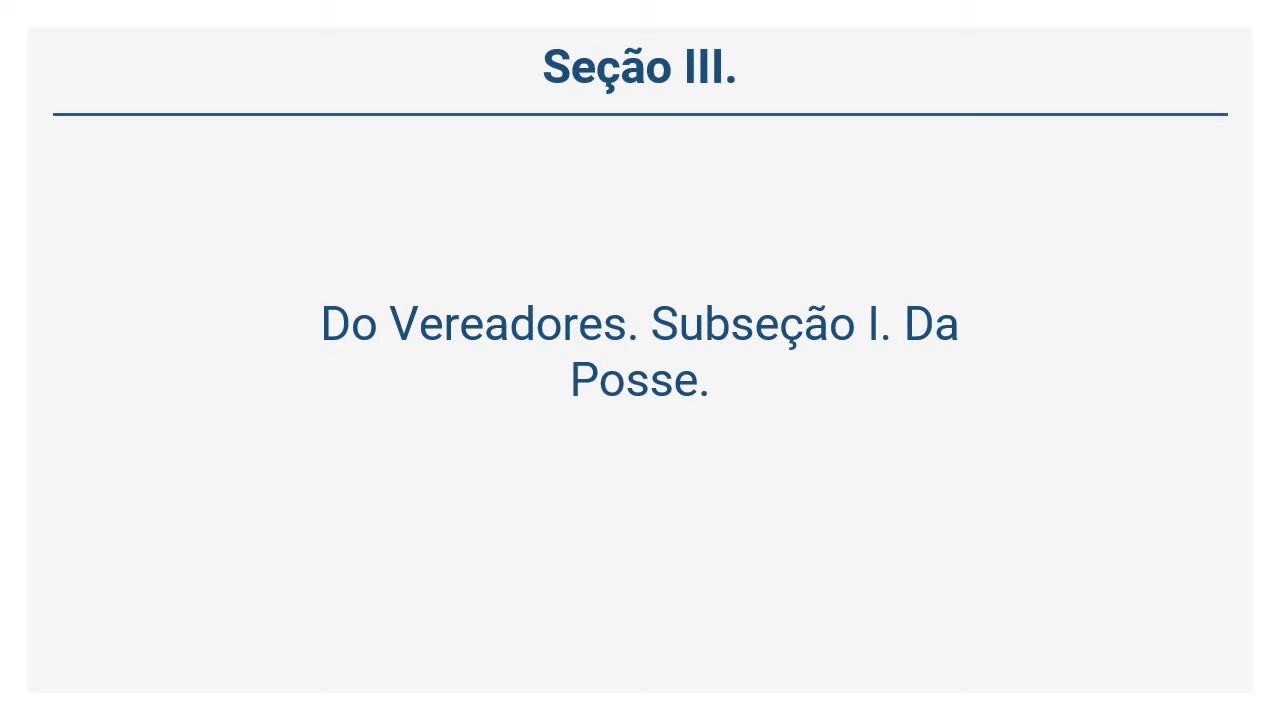 Seção III.
Do Vereadores. Subseção I. Da
Posse.